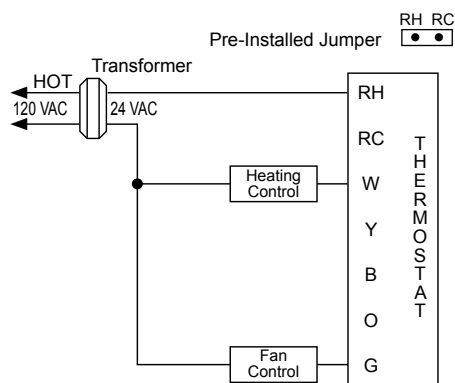 RH RC
Pre-Installed Jumper
Transformer
HOT
120 VAC
24 VAC
RH
RC
Heating
Control
W
Y
B
O
Fan
Control
G
THERMOSTAT